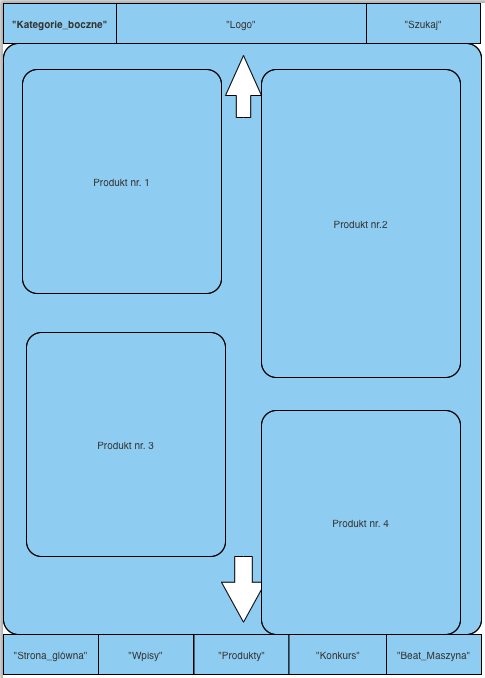 "Kategorie_boczne"
"Logo"
"Szukaj"
Produkt nr. 1
Produkt nr.2
Produkt nr. 3
Produkt nr. 4
"Strona_główna"
"Wpisy"
"Produkty"
"Konkurs"
"Beat_Maszyna"